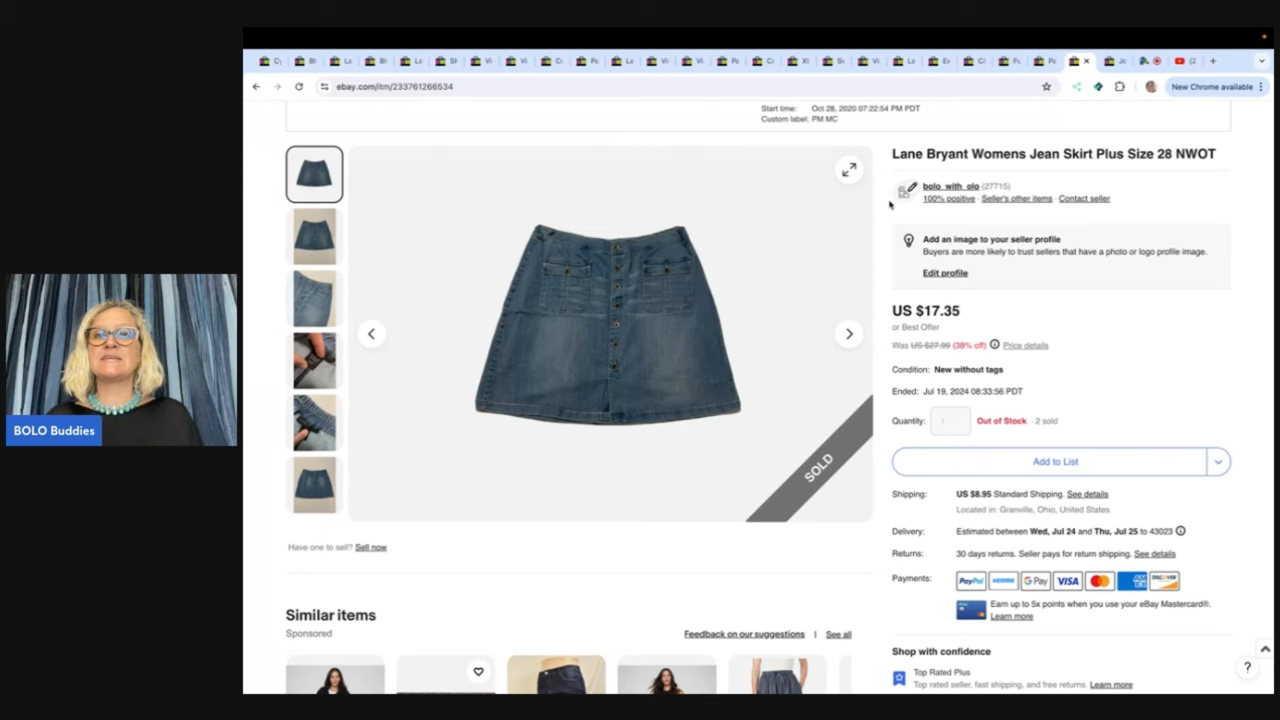 ebay.com/itm/233761266534
New Chrome available
Start time: Oct 28, 2020 07:22:54 PM PDT
Custom label: PM MC
Lane Bryant Womens Jean Skirt Plus Size 28 NWOT
bolo_with_olo (27715)
100% positive · Seller's other items · Contact seller
Add an image to your seller profile
Buyers are more likely to trust sellers that have a photo or logo profile image.
Edit profile
US $17.35
or Best Offer
Was US $27.99 (38% off) Price details
Condition: New without tags
Ended: Jul 19, 2024 08:33:56 PDT
Quantity: 1 Out of Stock · 2 sold
SOLD
BOLO Buddies
Add to List
Shipping: US $8.95 Standard Shipping. See details
Located in: Granville, Ohio, United States
Delivery: Estimated between Wed, Jul 24 and Thu, Jul 25 to 43023
Have one to sell? Sell now
Returns: 30 days returns. Seller pays for return shipping. See details
Payments: PayPal venmo G Pay VISA DISCOVER
Earn up to 5x points when you use your eBay Mastercard®.
Learn more
Similar items
Sponsored
Feedback on our suggestions | See all
Shop with confidence
Top Rated Plus
Top rated seller, fast shipping, and free returns. Learn more
?